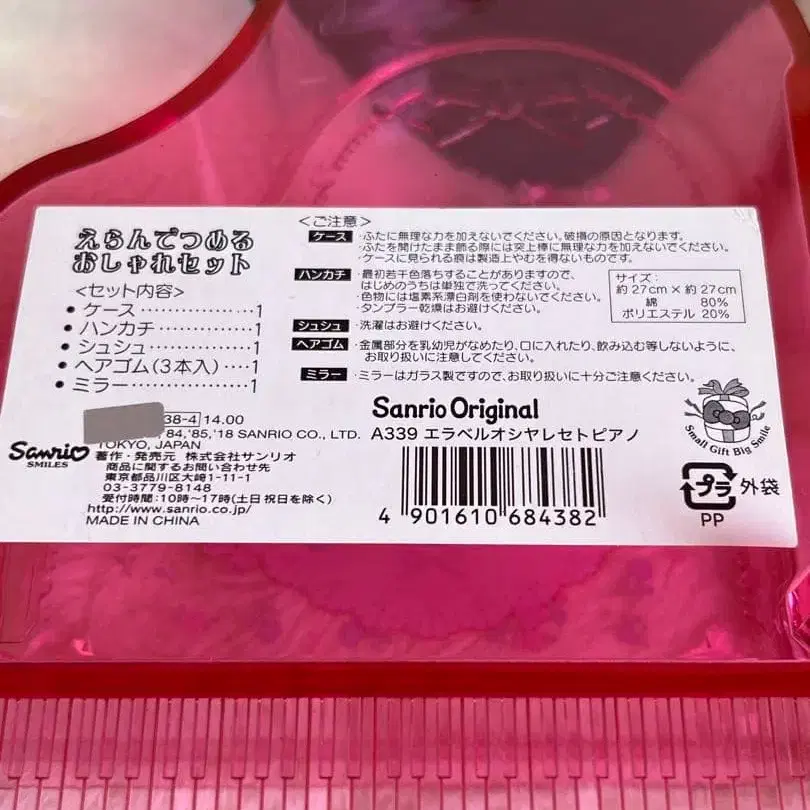 えらんでつめる
おしゃれセット
<セット内容>
• ケース……………1
• ハンカチ…………1
• シュシュ…………1
• ヘアゴム(3本入)…‥1
• ミラー……………1
38-4 14.00
'84,'85,'18 SANRIO CO., LTD.
TOKYO, JAPAN
Sanrio
SMILES
著作・発売元 株式会社サンリオ
商品に関するお問い合わせ先
東京都品川区大崎1-11-1
03-3779-8148
受付時間:10時~17時(土日祝日を除く)
http://www.sanrio.co.jp/
MADE IN CHINA
<ご注意>
ケース ・ふたに無理な力を加えないでください。破損の原因となります。
・ふたを開けたまま飾る際には突上棒に無理な力を加えないでください。
・ケースに見られる痕は製造上やむを得ないものです。
ハンカチ ・最初若干色落ちすることがありますので、
はじめのうちは単独で洗ってください。
・色物には塩素系漂白剤を使わないでください。
・タンブラー乾燥はお避けください。
サイズ:
約27cm×約27cm
綿 80%
ポリエステル 20%
シュシュ ・洗濯はお避けください。
ヘアゴム ・金属部分を乳幼児がなめたり、口に入れたり、飲み込む等しないように、
お取り扱いに注意してください。
ミラー ・ミラーはガラス製ですので、お取り扱いに十分ご注意ください。
Sanrio Original
A339 エラベルオシヤレセトピアノ
4 901610 684382
Small Gift Big Smile
プラ 外袋
PP